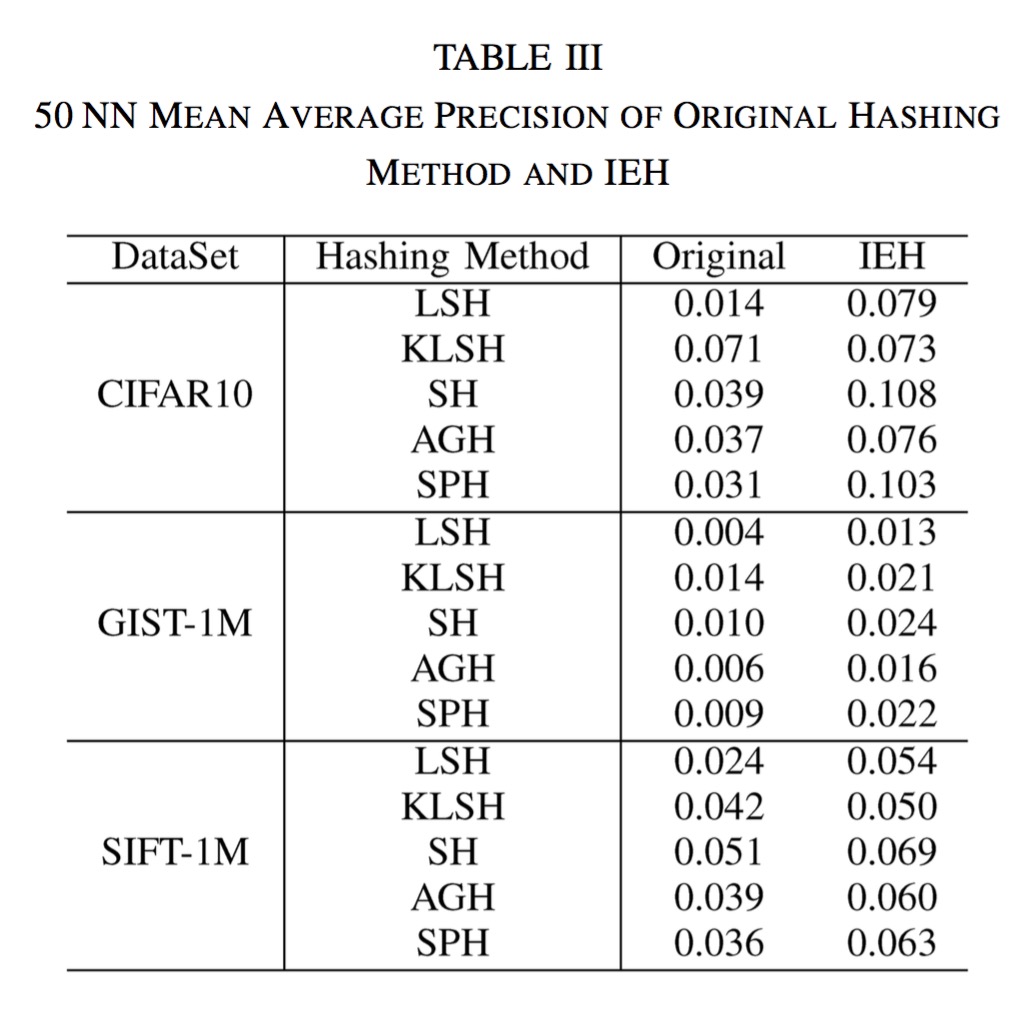 TABLE III
50 NN MEAN AVERAGE PRECISION OF ORIGINAL HASHING
METHOD AND IEH
DataSet Hashing Method Original IEH
LSH 0.014 0.079
KLSH 0.071 0.073
CIFAR10 SH 0.039 0.108
AGH 0.037 0.076
SPH 0.031 0.103
LSH 0.004 0.013
KLSH 0.014 0.021
GIST-1M SH 0.010 0.024
AGH 0.006 0.016
SPH 0.009 0.022
LSH 0.024 0.054
KLSH 0.042 0.050
SIFT-1M SH 0.051 0.069
AGH 0.039 0.060
SPH 0.036 0.063